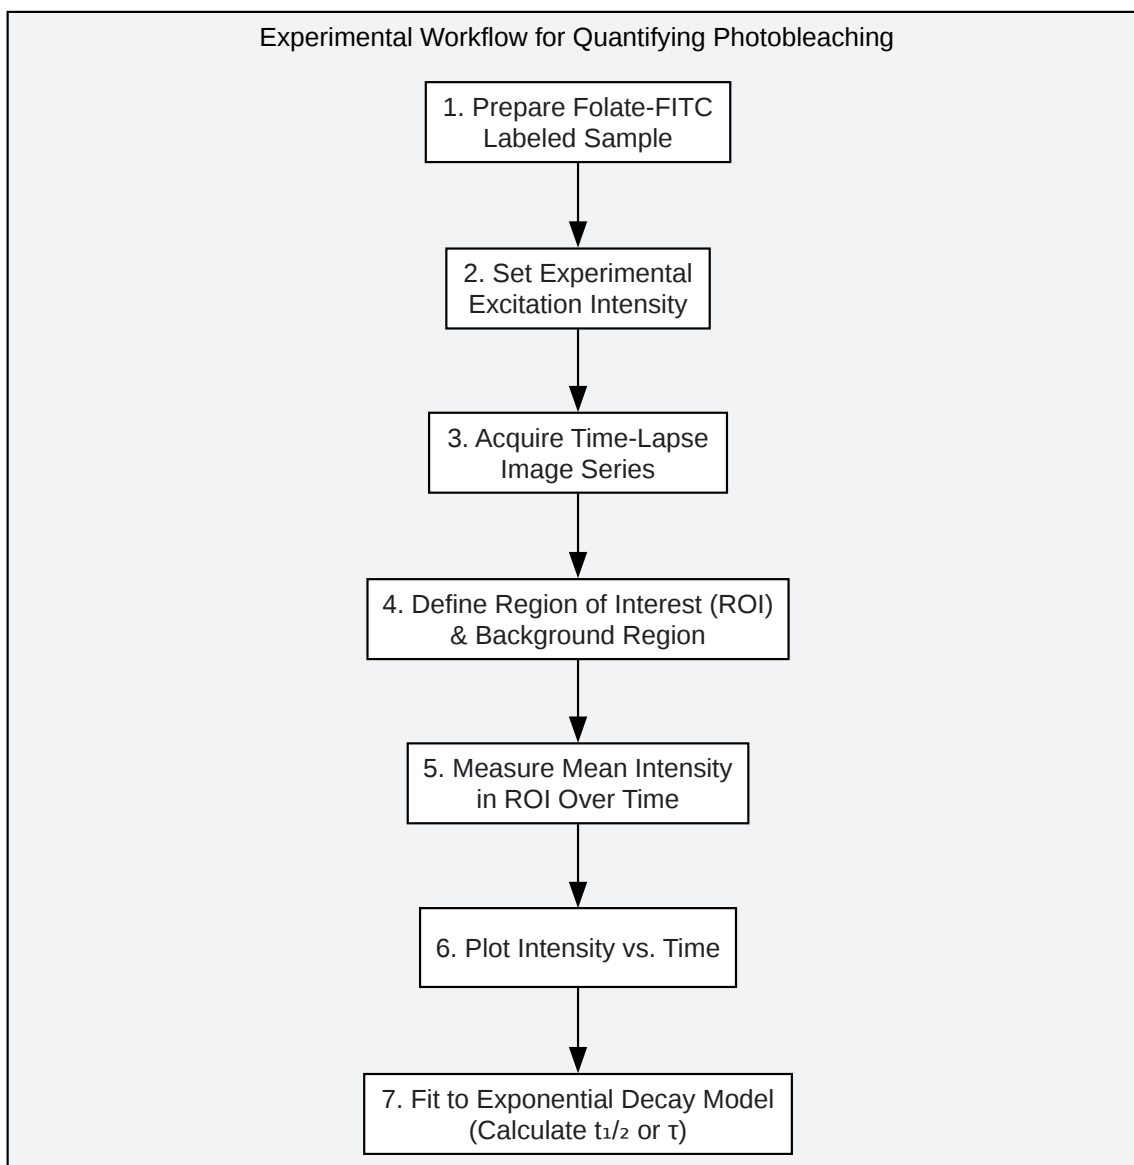 Experimental Workflow for Quantifying Photobleaching
1. Prepare Folate-FITC
Labeled Sample
2. Set Experimental
Excitation Intensity
3. Acquire Time-Lapse
Image Series
4. Define Region of Interest (ROI)
& Background Region
5. Measure Mean Intensity
in ROI Over Time
6. Plot Intensity vs. Time
7. Fit to Exponential Decay Model
(Calculate t₁/₂ or τ)